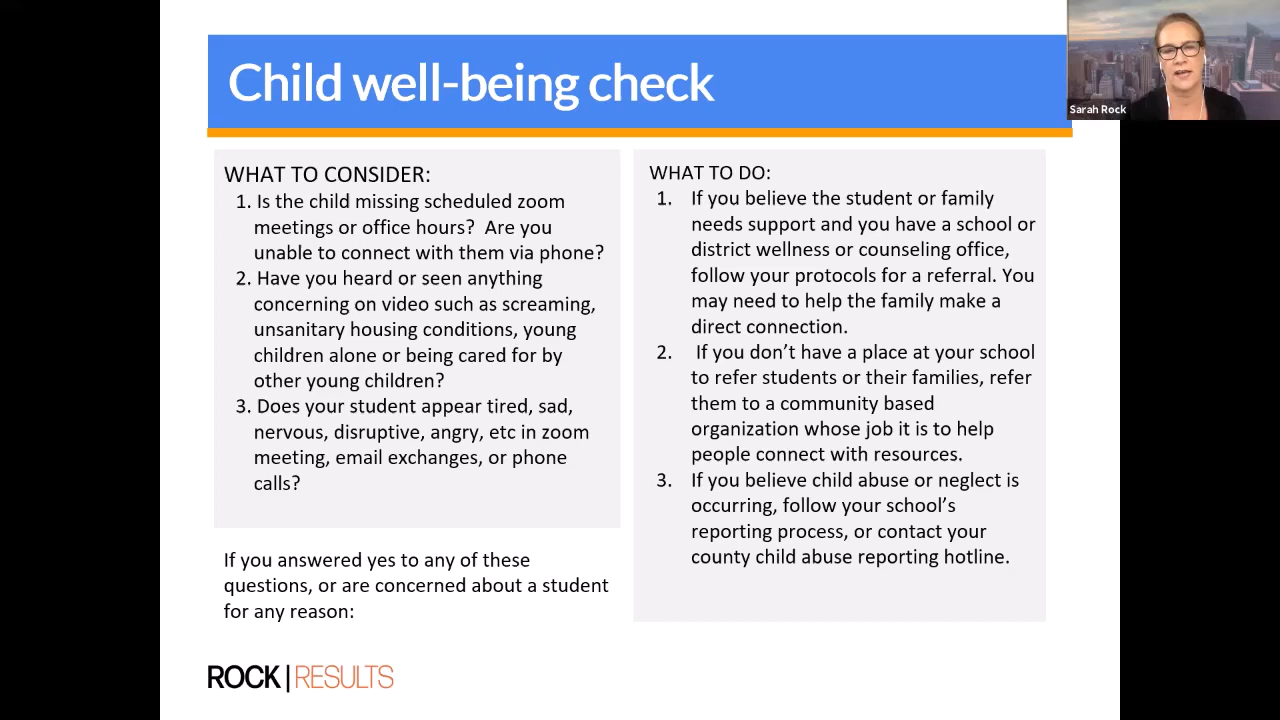 Child well-being check
Sarah Rock
WHAT TO CONSIDER:
1. Is the child missing scheduled zoom
meetings or office hours?  Are you
unable to connect with them via phone?
2. Have you heard or seen anything
concerning on video such as screaming,
unsanitary housing conditions, young
children alone or being cared for by
other young children?
3. Does your student appear tired, sad,
nervous, disruptive, angry, etc in zoom
meeting, email exchanges, or phone
calls?
If you answered yes to any of these
questions, or are concerned about a student
for any reason:
WHAT TO DO:
1. If you believe the student or family
needs support and you have a school or
district wellness or counseling office,
follow your protocols for a referral. You
may need to help the family make a
direct connection.
2. If you don’t have a place at your school
to refer students or their families, refer
them to a community based
organization whose job it is to help
people connect with resources.
3. If you believe child abuse or neglect is
occurring, follow your school’s
reporting process, or contact your
county child abuse reporting hotline.
ROCK|RESULTS